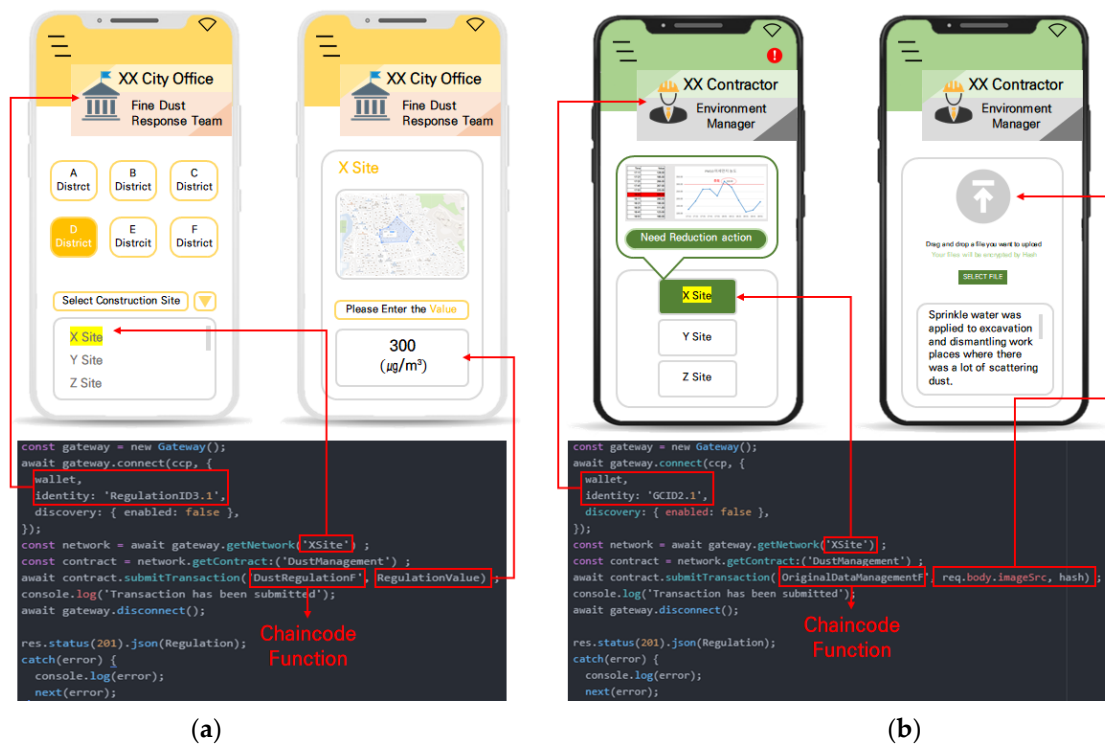 XX City Office
Fine Dust
Response Team
A
Distrct
B
District
C
District
D
District
E
Distrcit
F
District
Select Construction Site
X Site
Y Site
Z Site
XX City Office
Fine Dust
Response Team
X Site
Please Enter the Value
300
(㎍/m³)
const gateway = new Gateway();
await gateway.connect(ccp, {
wallet,
identity: 'RegulationID3.1',
discovery: { enabled: false },
});
const network = await gateway.getNetwork('XSite') ;
const contract = network.getContract:('DustManagement') ;
await contract.submitTransaction('DustRegulationF', RegulationValue) ;
console.log('Transaction has been submitted');
await gateway.disconnect();
res.status(201).json(Regulation);
catch(error) {
console.log(error);
next(error);
Chaincode
Function
(a)
XX Contractor
Environment
Manager
Need Reduction action
X Site
Y Site
Z Site
XX Contractor
Environment
Manager
Drag and drop a file you want to upload
Your files will be encrypted by Hash
SELECT FILE
Sprinkle water was
applied to excavation
and dismantling work
places where there
was a lot of scattering
dust.
const gateway = new Gateway();
await gateway.connect(ccp, {
wallet,
identity: 'GCID2.1',
discovery: { enabled: false },
});
const network = await gateway.getNetwork('XSite') ;
const contract = network.getContract:('DustManagement') ;
await contract.submitTransaction('OriginalDataManagementF', req.body.imageSrc, hash) ;
console.log('Transaction has been submitted');
await gateway.disconnect();
res.status(201).json(Regulation);
catch(error) {
console.log(error);
next(error);
Chaincode
Function
(b)